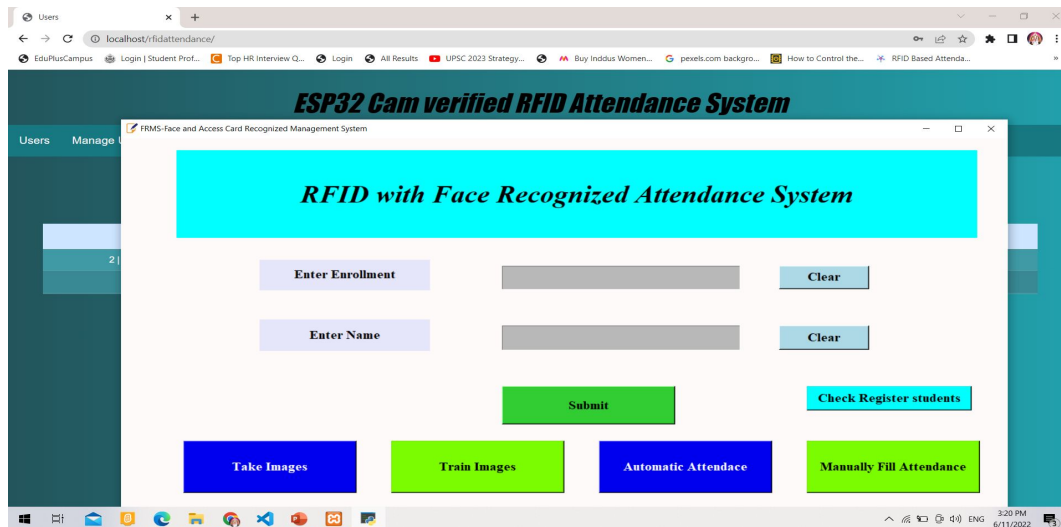 Users
localhost/rfidattendance/
EduPlusCampus Login | Student Prof... Top HR Interview Q... Login All Results UPSC 2023 Strategy... Buy Inddus Women... pexels.com backgro... How to Control the... RFID Based Attenda... »
ESP32 Cam verified RFID Attendance System
FRMS-Face and Access Card Recognized Management System
Users Manage U
RFID with Face Recognized Attendance System
2 |
Enter Enrollment Clear
Enter Name Clear
Submit Check Register students
Take Images Train Images Automatic Attendace Manually Fill Attendance
ENG 3:20 PM
6/11/2022